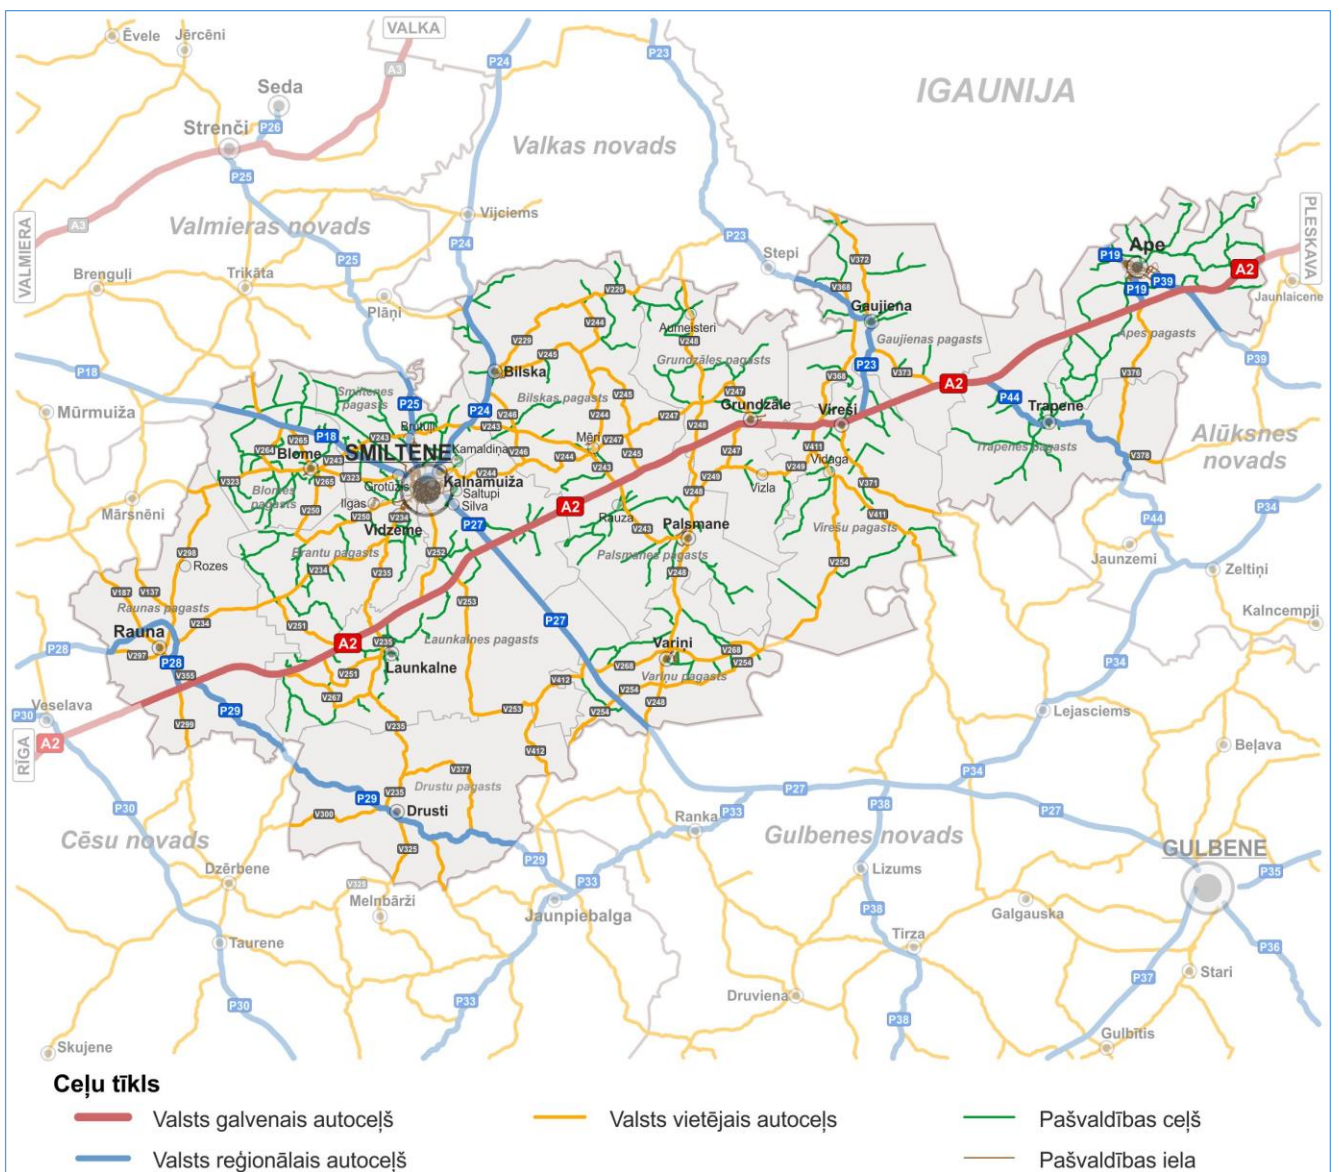 VALKA
Ēvele
Jērcēni
P24
P23
A3
IGAUNIJA
Seda
P26
Strenči
Valkas novads
P25
Vijciems
Valmieras novads
A3
VALMIERA
P24
P23
Stepi
Ape
P19
PLESKAVA
A2
P25
Brenguļi
Trikāta
V372
V368
P19
P39
Jaunlaicene
Plāņi
V229
Gaujiena
Aumeisteri
V244
V229
V248
Gaujienas pagasts
Apes pagasts
V245
Grundzāles pagasts
P39
P18
Bilska
P23
V368
V373
A2
V376
Smiltenes
pagasts
P25
Bilskas pagasts
V245
V247
P44
Mūrmuiža
P24
V246
V244
V247
Grundzāle
Vireši
Trapene
P18
Brutuļi
V243
V243
V248
Alūksnes
novads
V265
V264
V243
Blome
SMILTENE
Kamaldiņa
V246
Mēri
V247
V245
V247
V411
Trapenes pagasts
V378
V244
V244
V243
V249
V249
Vidaga
V323
V265
V323
Grotūzis
Kalnamuiža
Vizla
V371
Blomes
pagasts
Ilgas
Saltupi
Silva
V248
P34
Mārsnēni
V250
V250
V234
Vidzeme
P27
A2
Rauza
V243
Palsmane
Virešu pagasts
V411
P44
V298
Rozes
Brantu pagasts
V252
Palsmanes pagasts
V254
Jaunzemi
Zeltiņi
V234
V235
V248
V187
V137
V253
Raunas pagasts
Kalncempji
V234
V251
Rauna
A2
V235
Launkalnes pagasts
P27
Variņi
V268
P28
V297
P28
Launkalne
V268
V254
P34
V355
V251
V412
Variņu pagasts
V254
V267
V248
Veselava
P30
P29
V299
V235
V253
V254
Lejasciems
A2
RĪGA
V412
Beļava
V377
P34
Drustu pagasts
P29
V235
P27
P30
Drusti
P38
P27
V300
P33
Ranka
Cēsu novads
Gulbenes novads
V325
GULBENE
P29
Dzērbene
V325
P33
Lizums
P35
Melnbārži
Jaunpiebalga
Galgauska
P38
Taurene
Tirza
P36
P37
Stari
P30
P33
Druviena
P38
Gulbītis
Skujene
Ceļu tīkls
Valsts galvenais autoceļš
Valsts vietējais autoceļš
Pašvaldības ceļš
Valsts reģionālais autoceļš
Pašvaldības iela